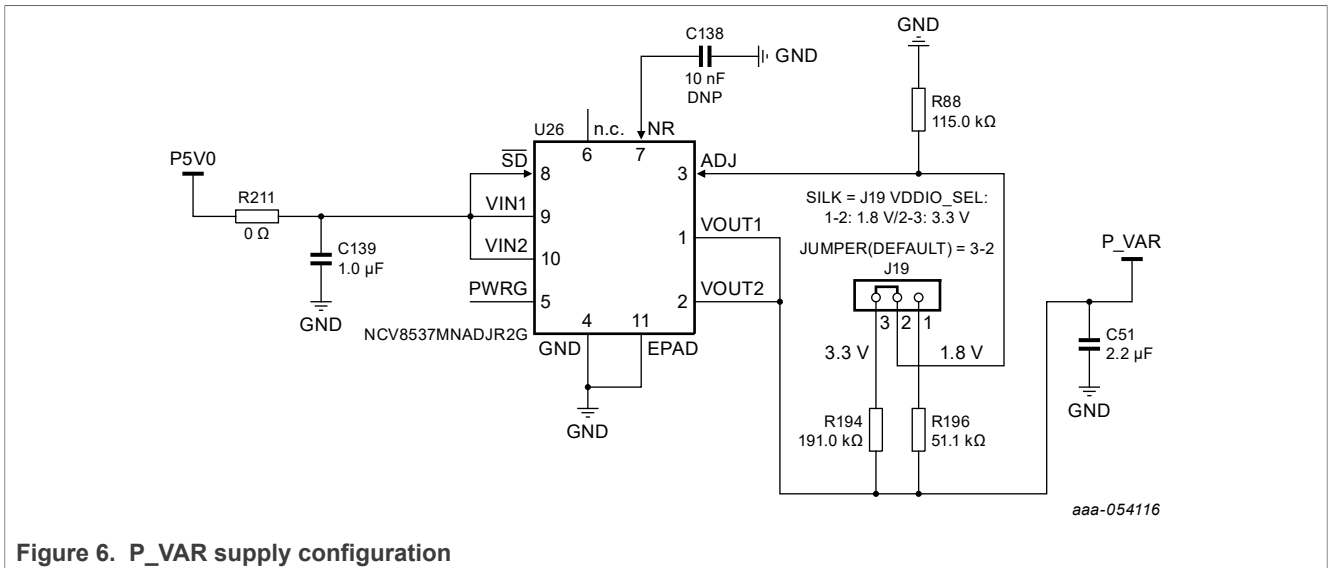 C138
GND
10 nF
DNP
GND
R88
115.0 kΩ
U26
n.c.
NR
6
7
P5V0
SD
8
3
ADJ
R211
0 Ω
VIN1
9
SILK = J19 VDDIO_SEL:
1-2: 1.8 V/2-3: 3.3 V
VOUT1
1
C139
1.0 µF
VIN2
10
JUMPER(DEFAULT) = 3-2
J19
P_VAR
PWRG
5
2
VOUT2
GND
3 2 1
NCV8537MNADJR2G
4
11
GND
EPAD
3.3 V
1.8 V
C51
2.2 µF
GND
GND
R194
191.0 kΩ
R196
51.1 kΩ
aaa-054116
Figure 6. P_VAR supply configuration